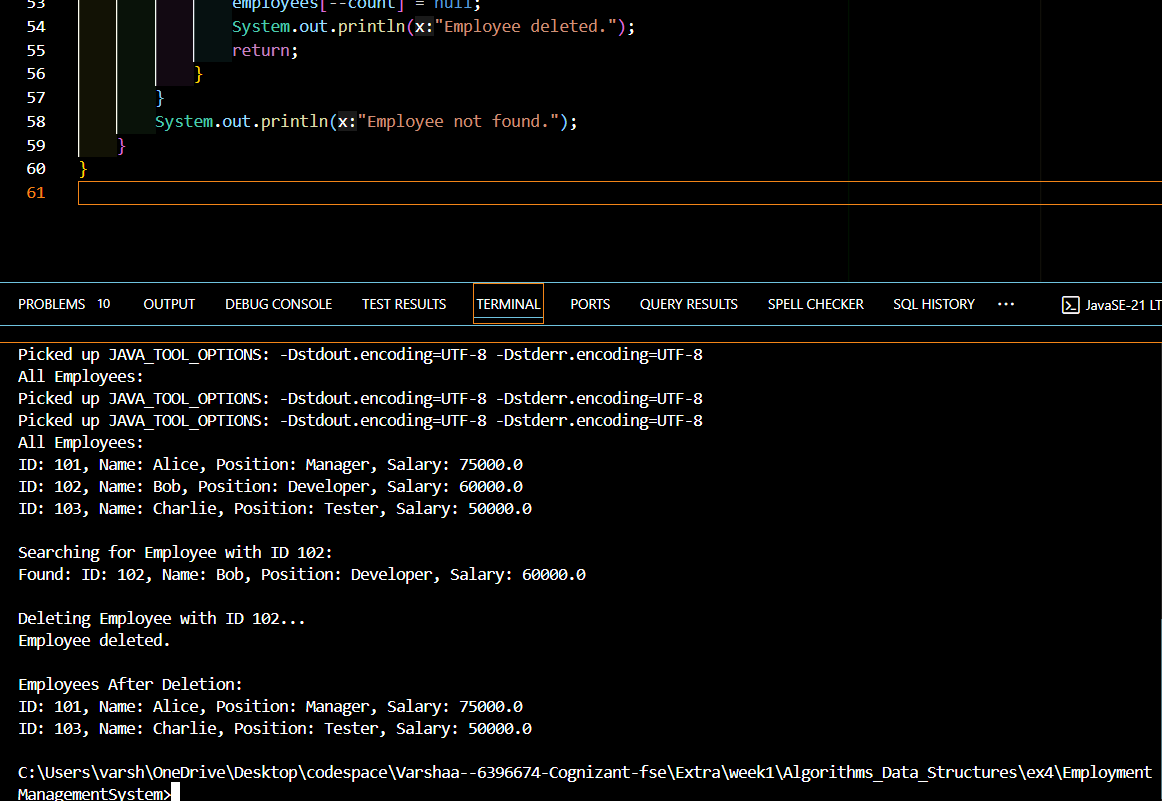 53 employees[--count] = null;
54 System.out.println(x:"Employee deleted.");
55 return;
56 }
57 }
58 System.out.println(x:"Employee not found.");
59 }
60 }
61
PROBLEMS 10 OUTPUT DEBUG CONSOLE TEST RESULTS TERMINAL PORTS QUERY RESULTS SPELL CHECKER SQL HISTORY ··· JavaSE-21 LT
Picked up JAVA_TOOL_OPTIONS: -Dstdout.encoding=UTF-8 -Dstderr.encoding=UTF-8
All Employees:
Picked up JAVA_TOOL_OPTIONS: -Dstdout.encoding=UTF-8 -Dstderr.encoding=UTF-8
Picked up JAVA_TOOL_OPTIONS: -Dstdout.encoding=UTF-8 -Dstderr.encoding=UTF-8
All Employees:
ID: 101, Name: Alice, Position: Manager, Salary: 75000.0
ID: 102, Name: Bob, Position: Developer, Salary: 60000.0
ID: 103, Name: Charlie, Position: Tester, Salary: 50000.0
Searching for Employee with ID 102:
Found: ID: 102, Name: Bob, Position: Developer, Salary: 60000.0
Deleting Employee with ID 102...
Employee deleted.
Employees After Deletion:
ID: 101, Name: Alice, Position: Manager, Salary: 75000.0
ID: 103, Name: Charlie, Position: Tester, Salary: 50000.0
C:\Users\varsh\OneDrive\Desktop\codespace\Varshaa--6396674-Cognizant-fse\Extra\week1\Algorithms_Data_Structures\ex4\Employment
ManagementSystem>